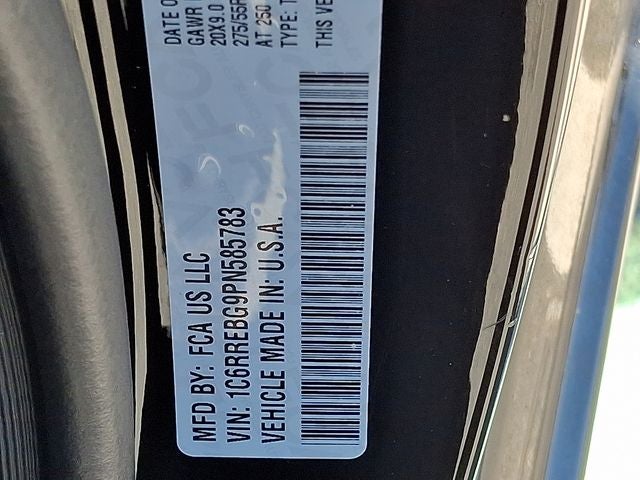 DATE O
GAWR
20X9.0
275/55R
AT 250
TYPE: T
THIS VE
MFD BY: FCA US LLC
VIN: 1C6RREBG9PN585783
VEHICLE MADE IN: U.S.A.